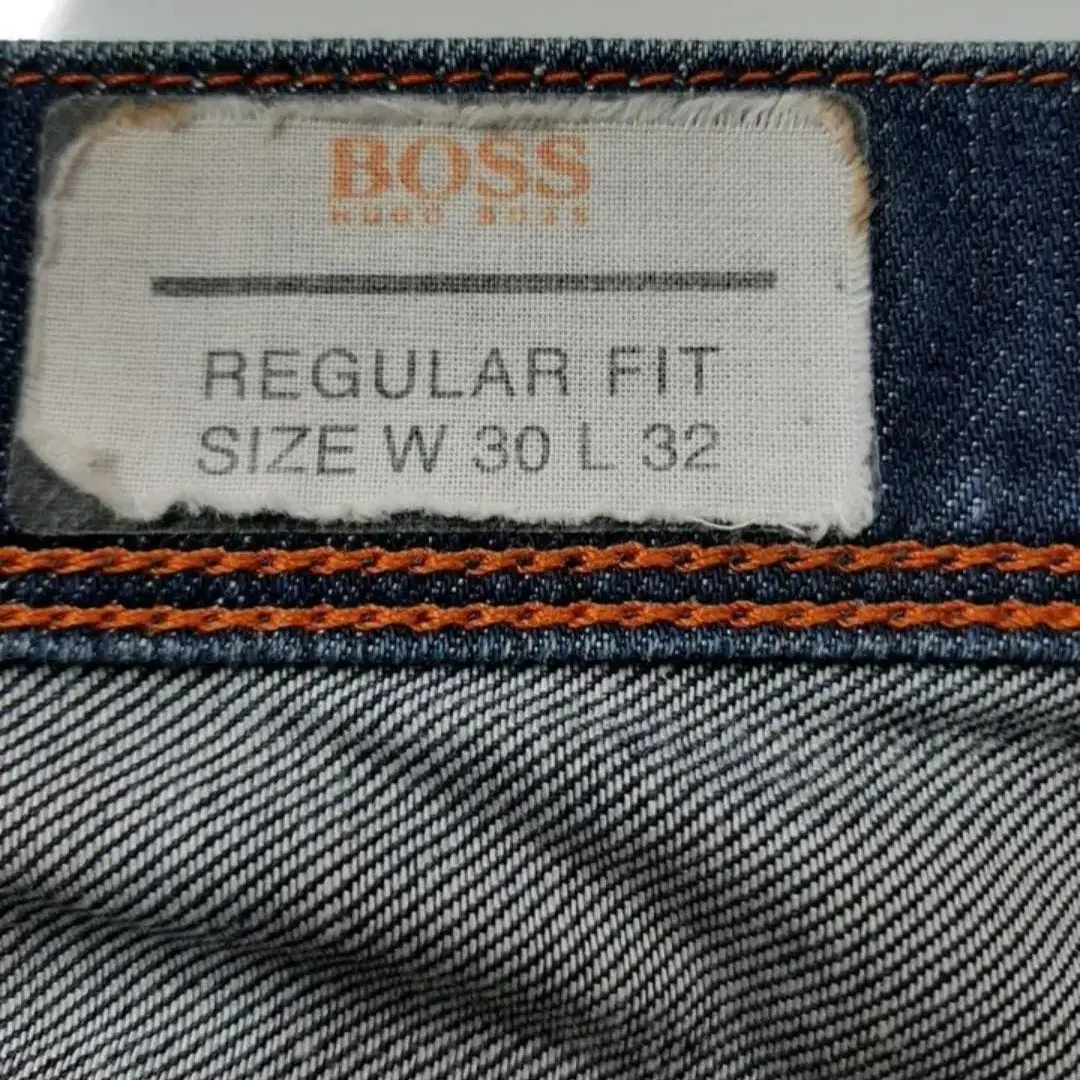 BOSS
HUGO BOSS
REGULAR FIT
SIZE W 30 L 32